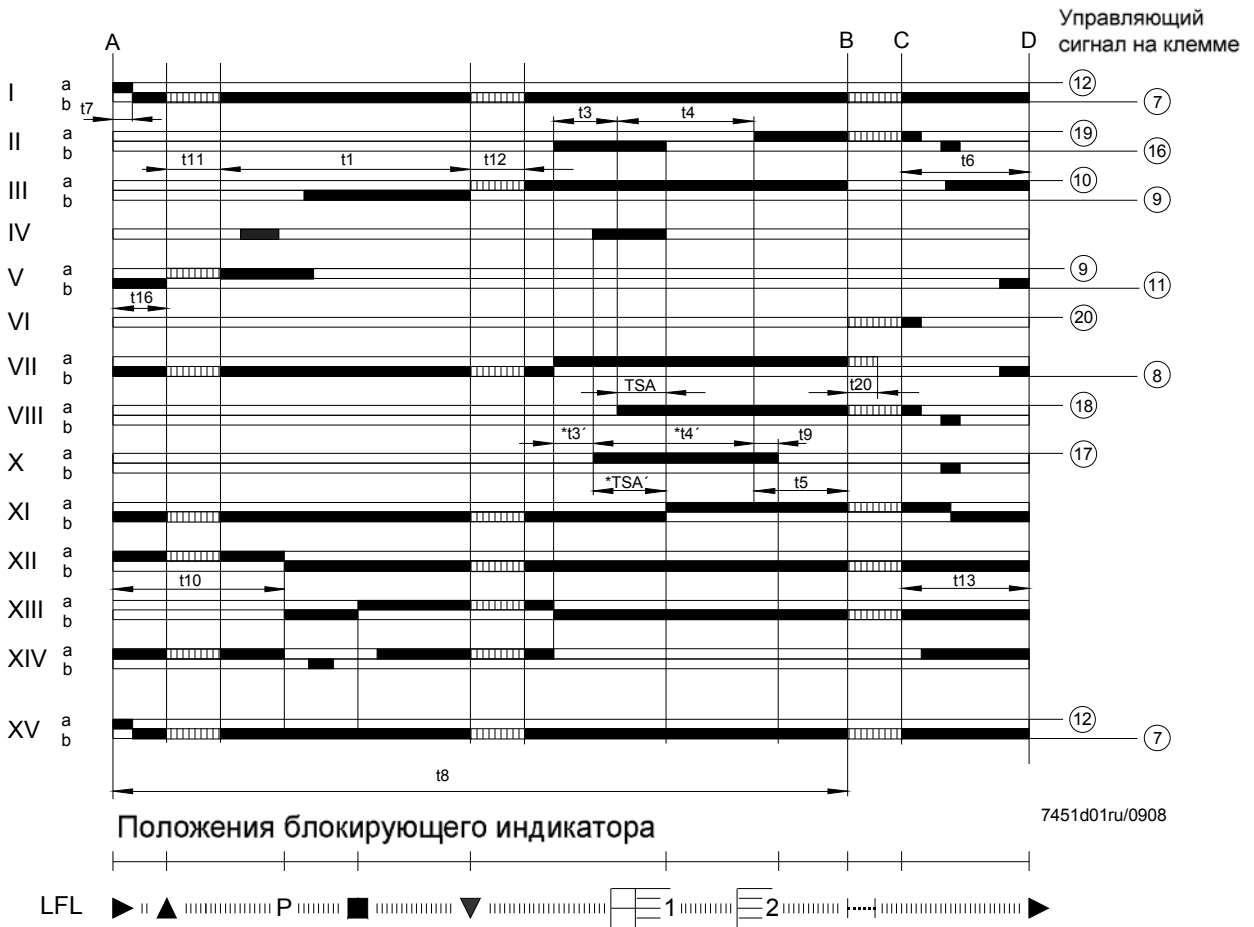 Управляющий
сигнал на клемме
A B C D
I a 12
b 7
t7 t3 t4
II a 19
b 16
t11 t1 t12 t6
III a 10
b 9
IV
V a 9
b 11
t16
VI 20
VII a
b 8
TSA t20
VIII a 18
b
*t3´ *t4´ t9
X a 17
b
*TSA´ t5
XI a
b
XII a
b
t10 t13
XIII a
b
XIV a
b
XV a 12
b 7
t8
7451d01ru/0908
Положения блокирующего индикатора
LFL P 1 2